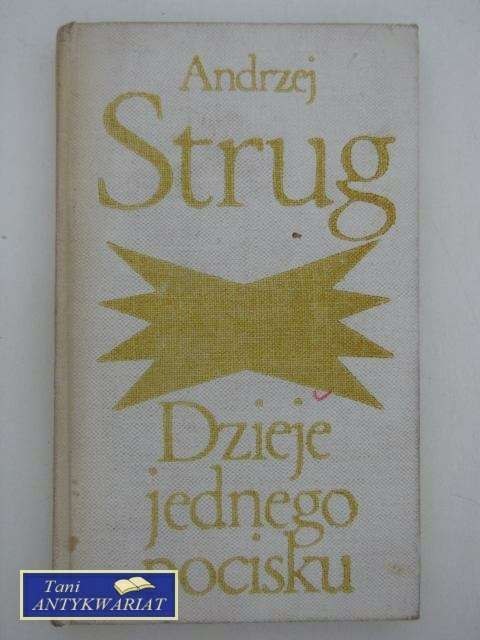 Andrzej
Strug
Dzieje
jednego
pocisku
Tani
ANTYKWARIAT